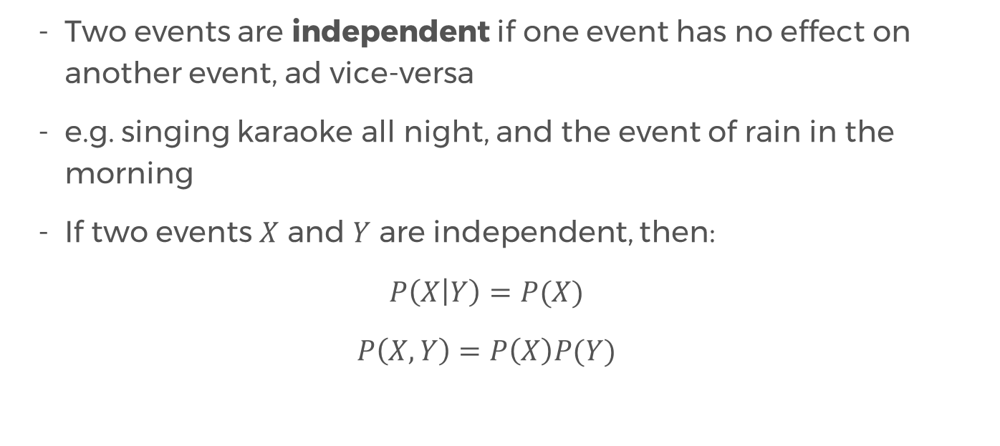 - Two events are independent if one event has no effect on
another event, ad vice-versa
- e.g. singing karaoke all night, and the event of rain in the
morning
- If two events X and Y are independent, then:
P(X|Y) = P(X)
P(X, Y) = P(X)P(Y)